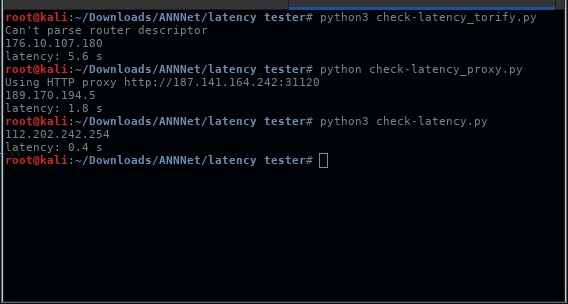 root@kali:~/Downloads/ANNNet/latency tester# python3 check-latency_torify.py
Can't parse router descriptor
176.10.107.180
latency: 5.6 s
root@kali:~/Downloads/ANNNet/latency tester# python check-latency_proxy.py
Using HTTP proxy http://187.141.164.242:31120
189.170.194.5
latency: 1.8 s
root@kali:~/Downloads/ANNNet/latency tester# python3 check-latency.py
112.202.242.254
latency: 0.4 s
root@kali:~/Downloads/ANNNet/latency tester#